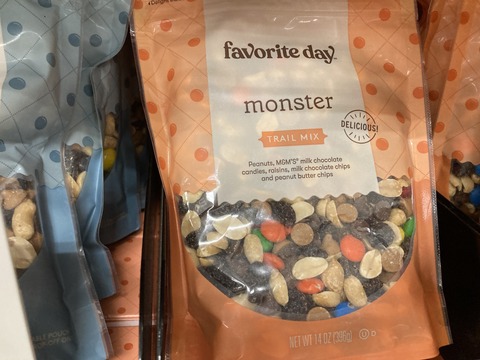 favorite day
monster
TRAIL MIX
DELICIOUS!
Peanuts, M&M'S® milk chocolate
candies, raisins, milk chocolate chips
and peanut butter chips
NET WT 14 OZ (396g)